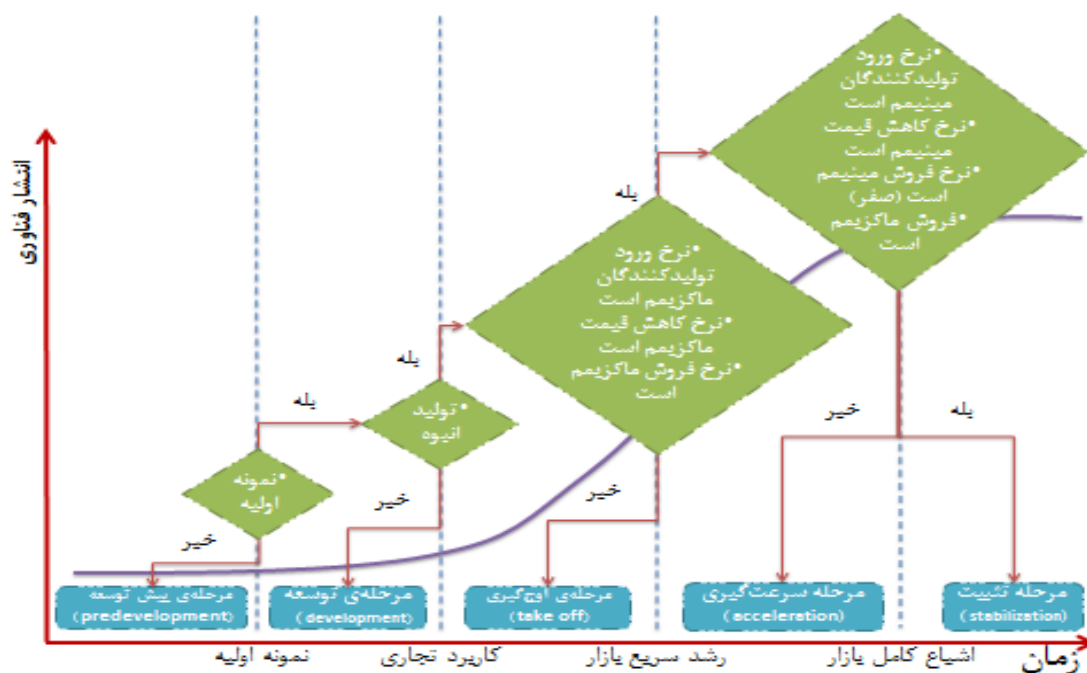 •نرخ ورود
تولیدکنندگان
مینیمم است
•نرخ کاهش قیمت
مینیمم است
•نرخ فروش مینیمم
است (صفر)
•فروش ماکزیمم
است
انتشار فناوری
بله
•نرخ ورود
تولیدکنندگان
ماکزیمم است
•نرخ کاهش قیمت
ماکزیمم است
•نرخ فروش ماکزیمم
است
بله
بله
•تولید
انبوه
خیر
بله
•نمونه
اولیه
خیر
خیر
خیر
مرحله‌ی پیش توسعه
(predevelopment)
مرحله‌ی توسعه
(development)
مرحله‌ی اوج‌گیری
(take off)
مرحله سرعت‌گیری
(acceleration)
مرحله تثبیت
(stabilization)
نمونه اولیه
کاربرد تجاری
رشد سریع بازار
اشباع کامل بازار
زمان